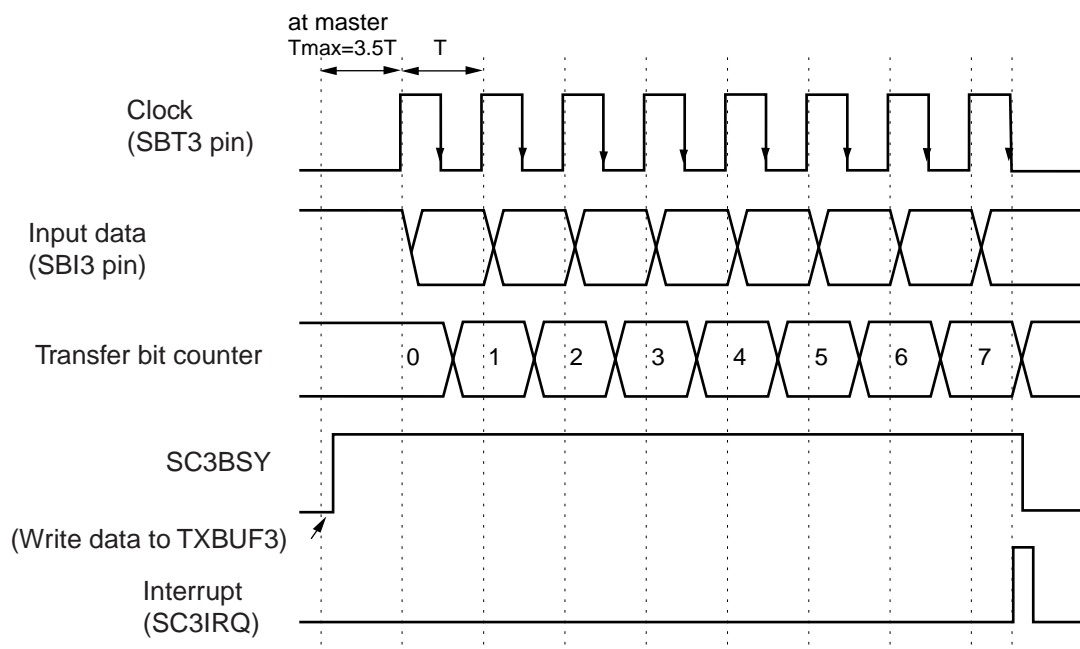 at master
Tmax=3.5T
T
Clock
(SBT3 pin)
Input data
(SBI3 pin)
Transfer bit counter
0 1 2 3 4 5 6 7
SC3BSY
(Write data to TXBUF3)
Interrupt
(SC3IRQ)